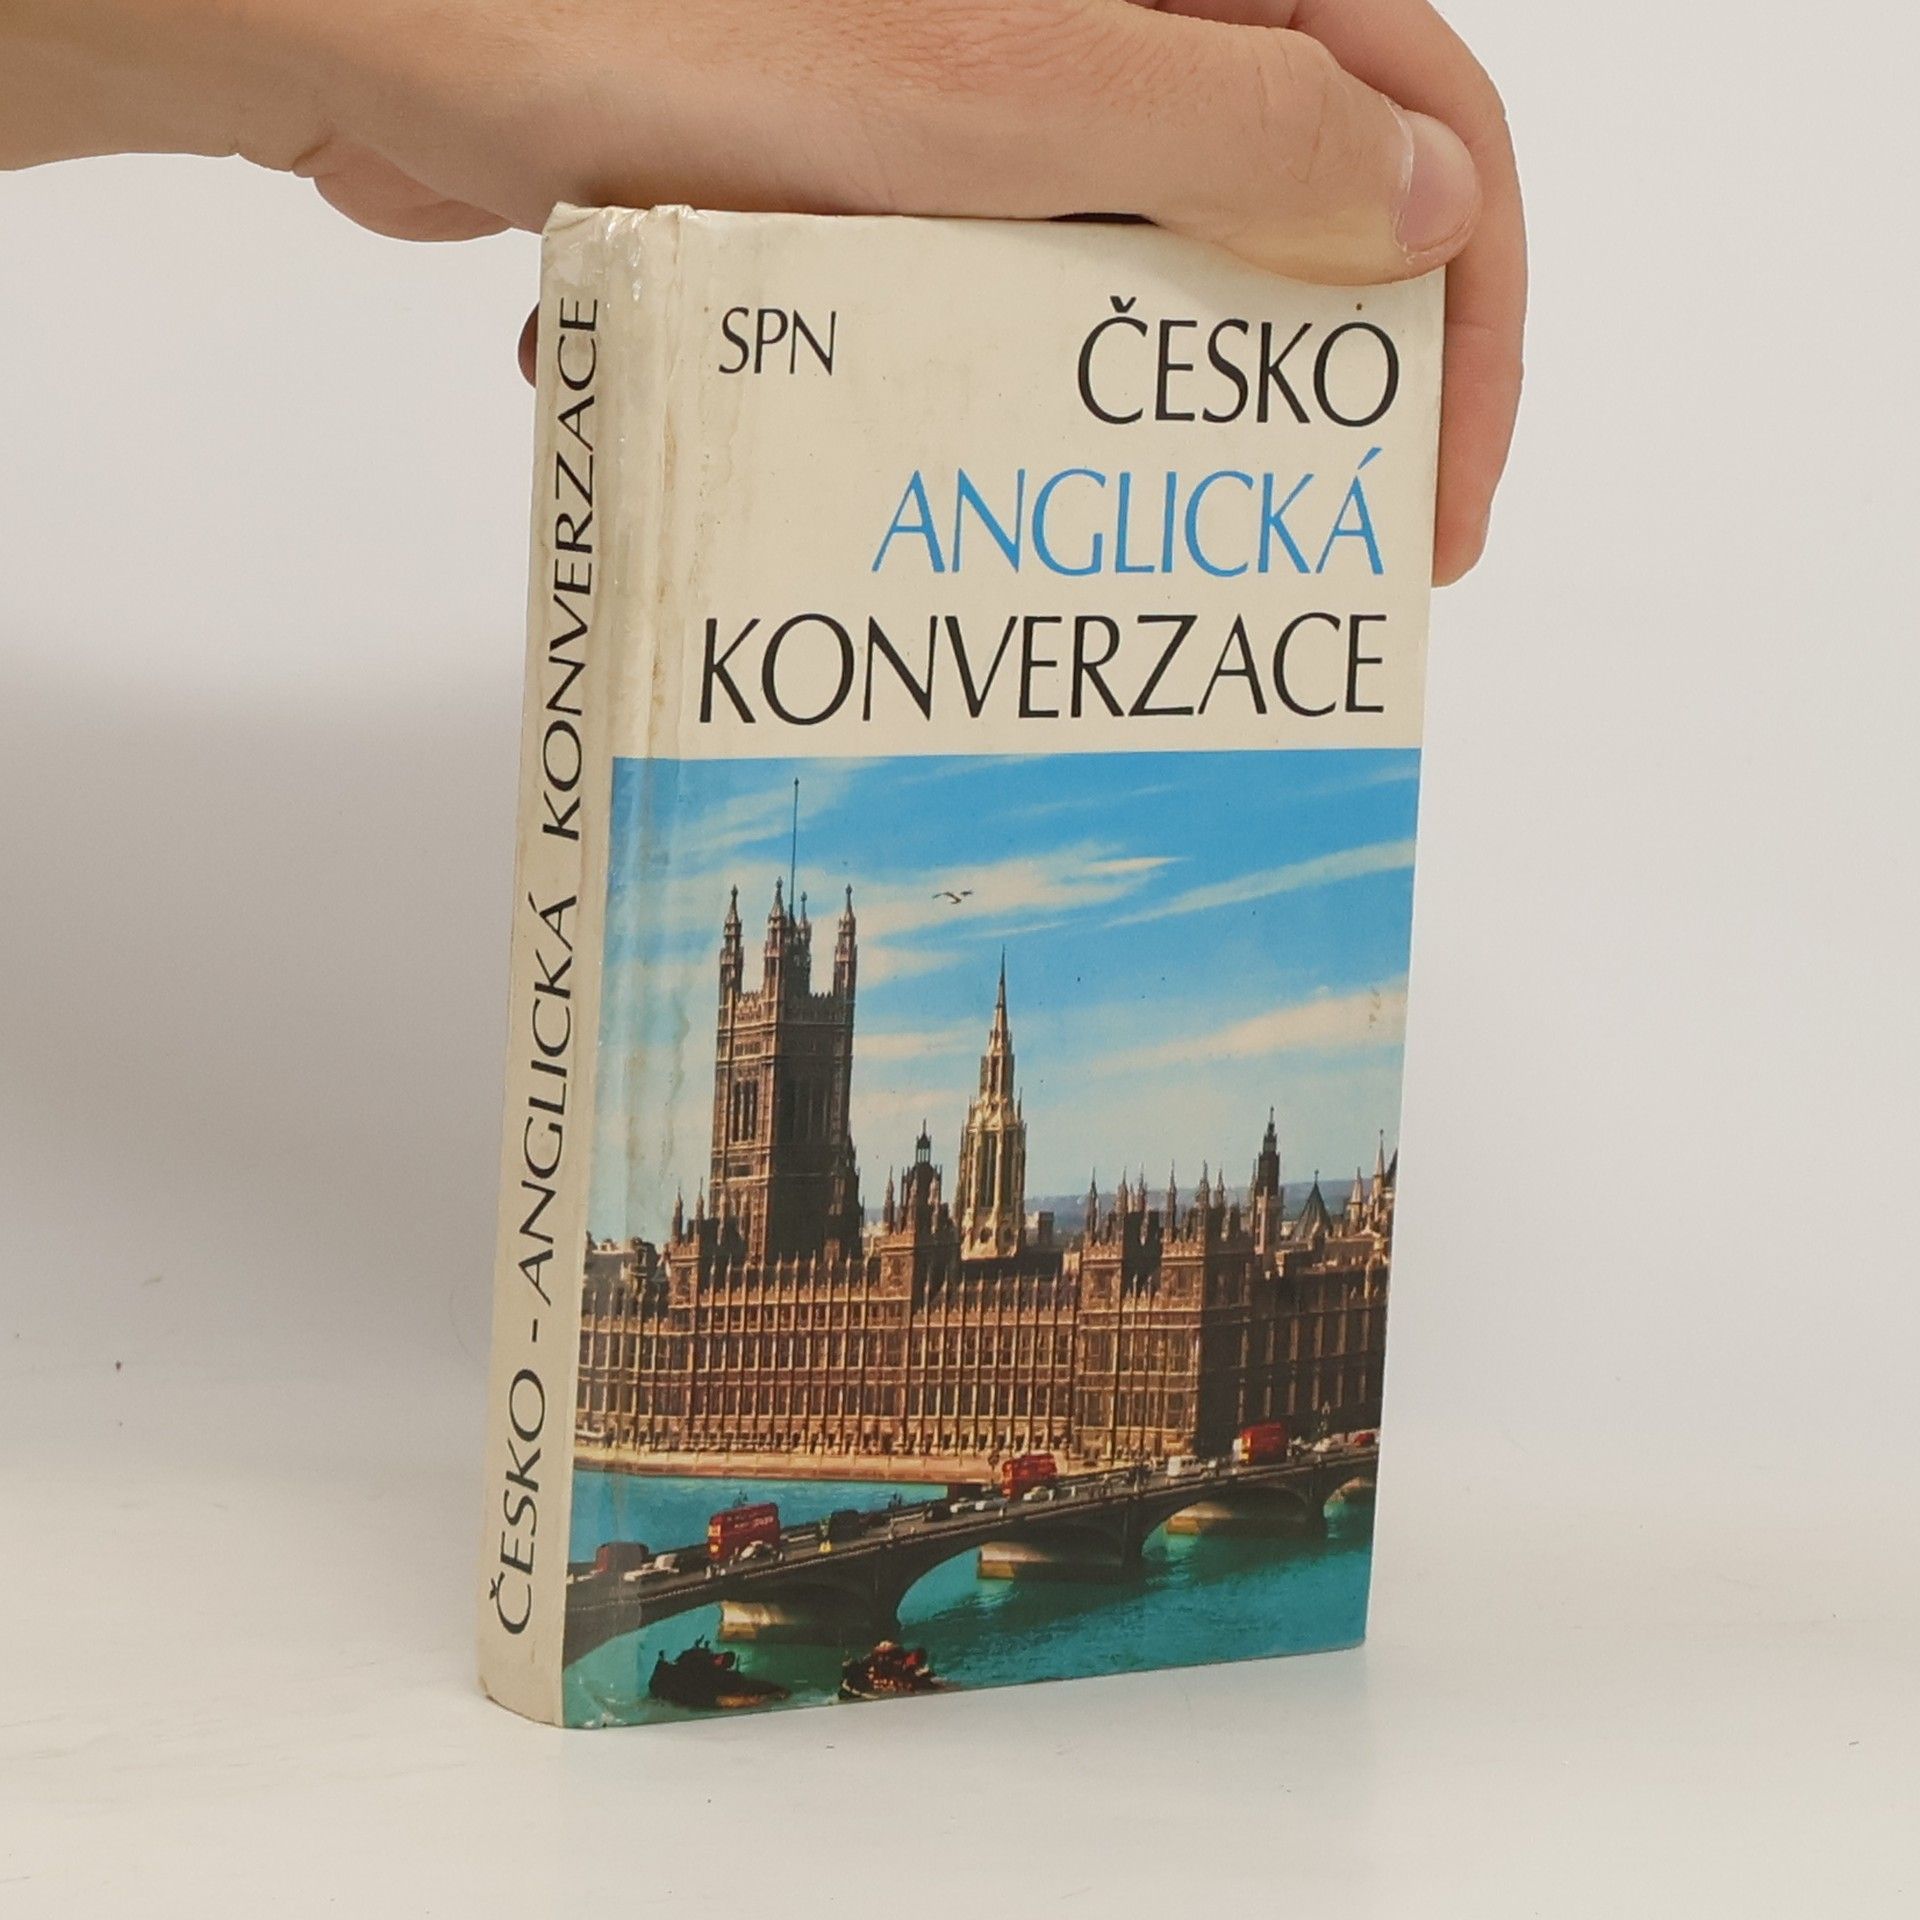 ČESKO - ANGLICKÁ KONVERZACE
SPN
ČESKO
ANGLICKÁ
KONVERZACE